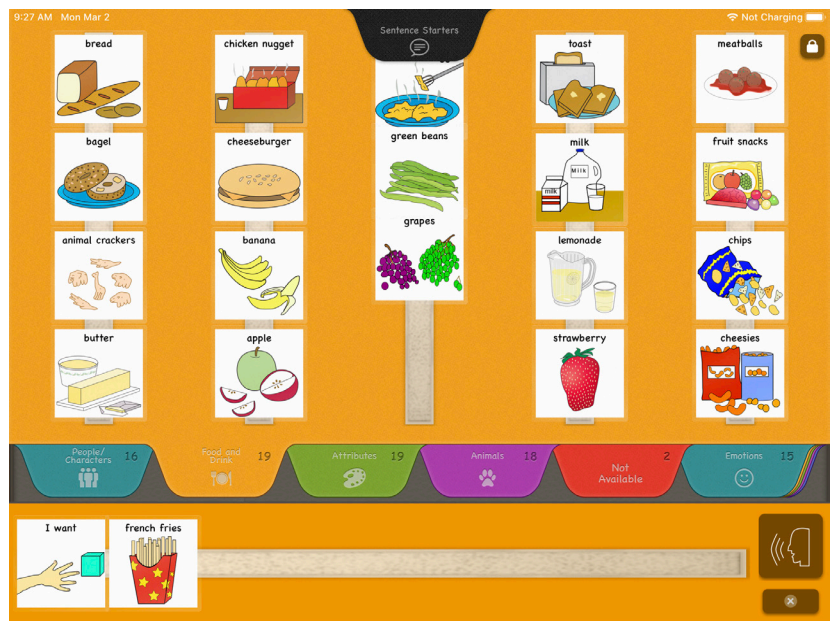 9:27 AM Mon Mar 2
Not Charging
Sentence Starters
bread
chicken nugget
toast
meatballs
bagel
cheeseburger
green beans
milk
Milk
milk
fruit snacks
animal crackers
banana
grapes
lemonade
chips
butter
apple
strawberry
cheesies
People/
Characters 16
Food and
Drink 19
Attributes 19
Animals 18
Not
Available 2
Emotions 15
I want
french fries